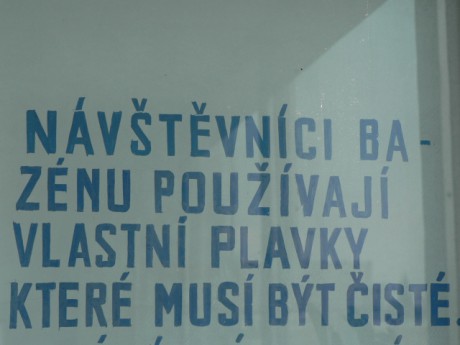 NÁVŠTĚVNÍCI BA-
ZÉNU POUŽÍVAJÍ
VLASTNÍ PLAVKY
KTERÉ MUSÍ BÝT ČISTÉ.